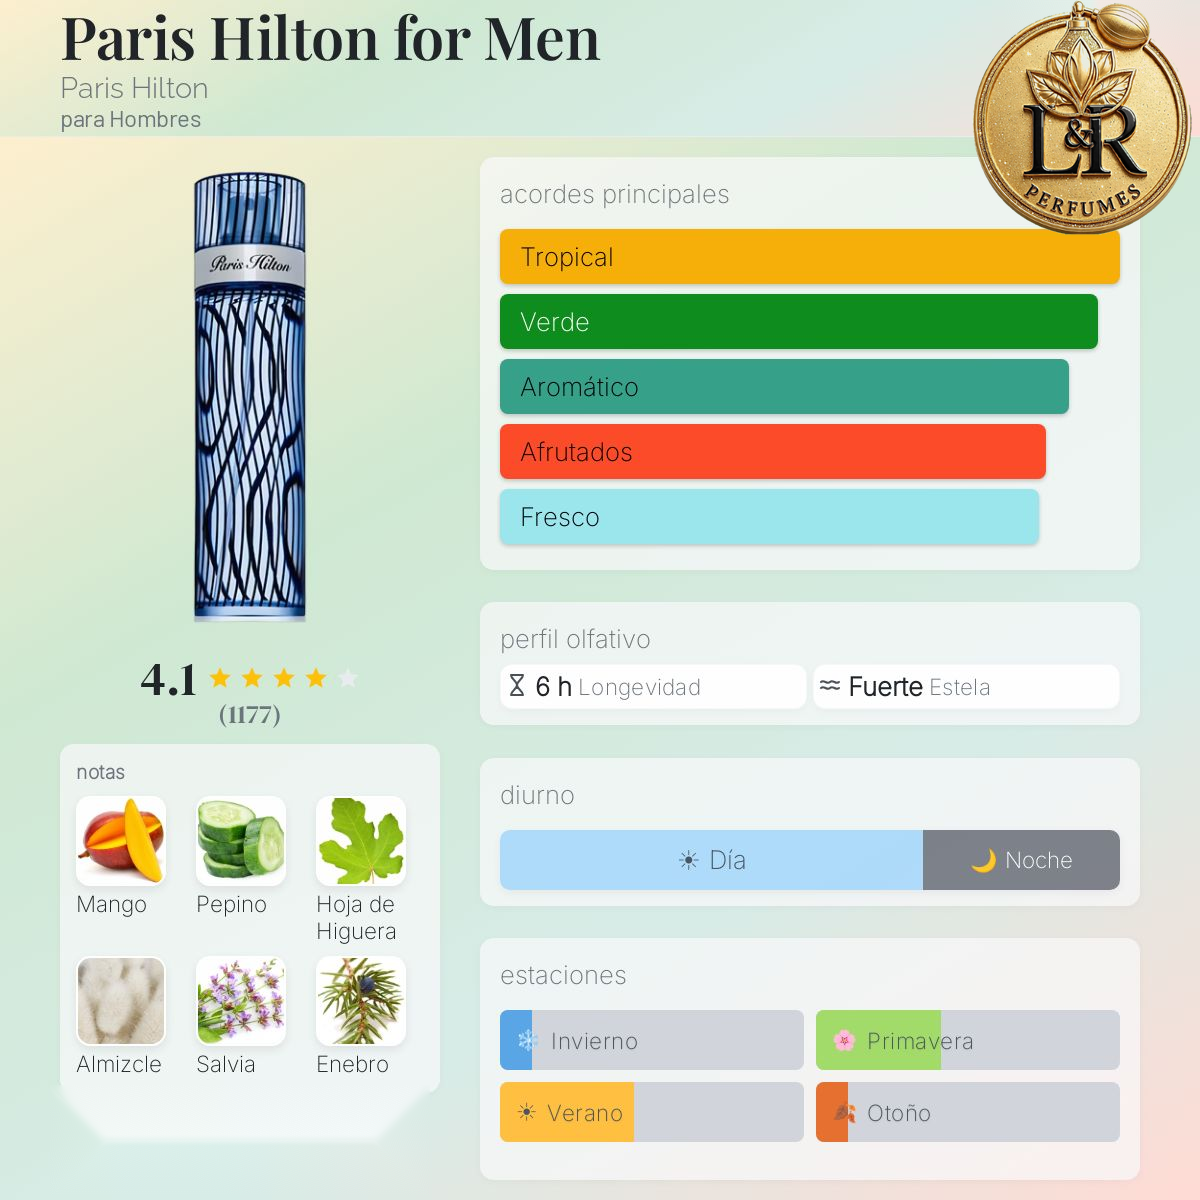 Paris Hilton for Men
Paris Hilton
para Hombres
L&R
PERFUMES
Paris Hilton
4.1
(1177)
notas
Mango
Pepino
Hoja de
Higuera
Almizcle
Salvia
Enebro
acordes principales
Tropical
Verde
Aromático
Afrutados
Fresco
perfil olfativo
6 h Longevidad
Fuerte Estela
diurno
Día
Noche
estaciones
Invierno
Primavera
Verano
Otoño